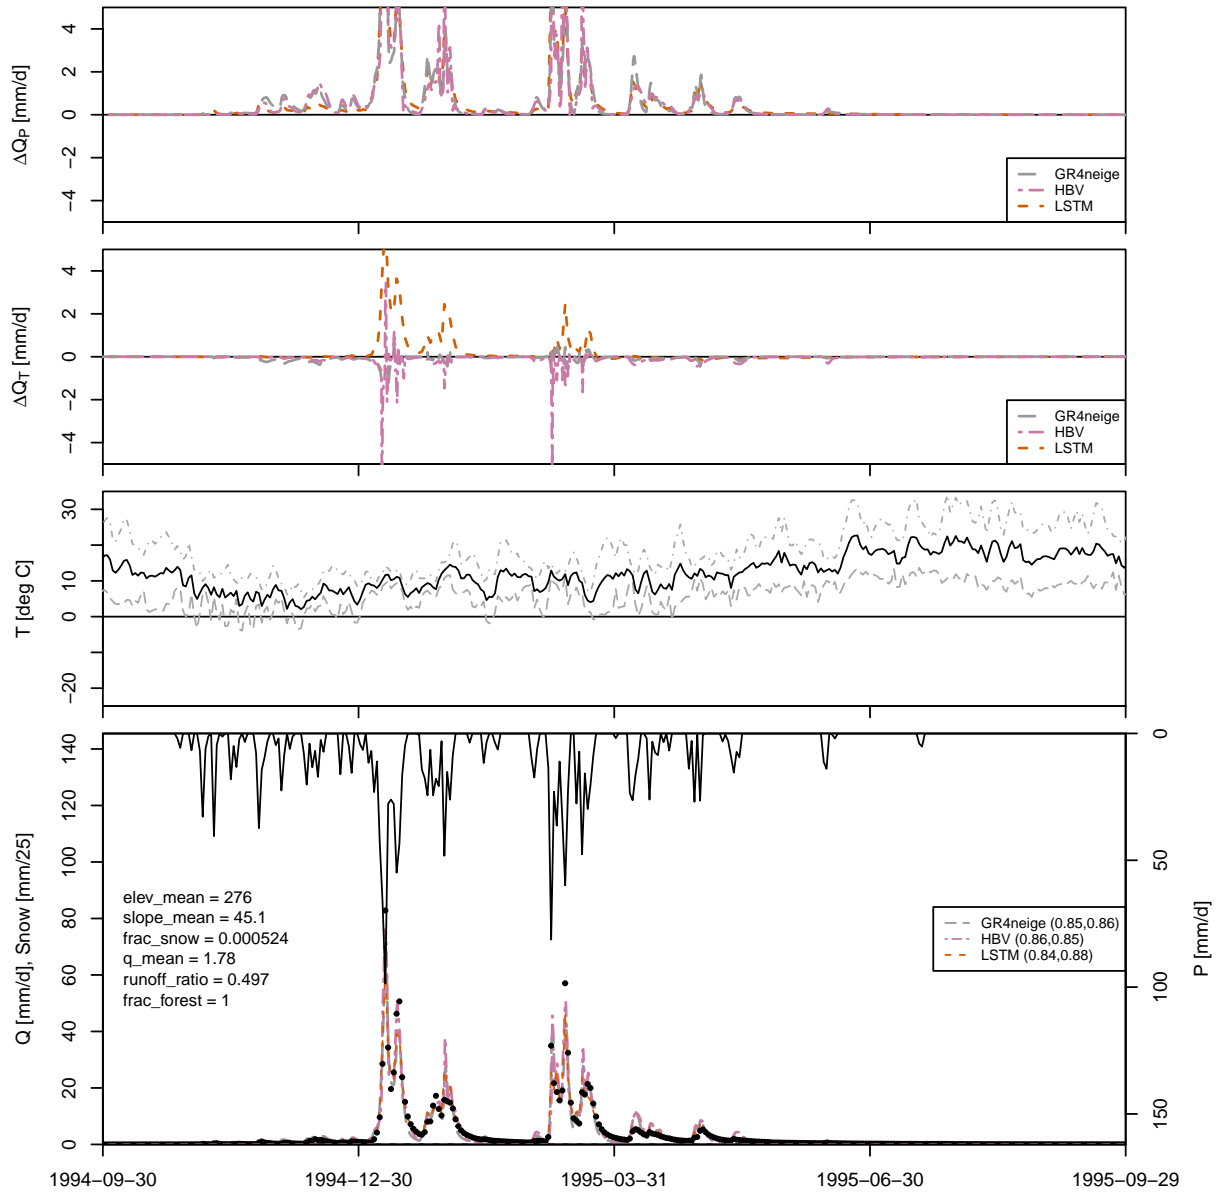 ΔQP [mm/d]
4
2
0
−2
−4
GR4neige
HBV
LSTM
ΔQT [mm/d]
4
2
0
−2
−4
GR4neige
HBV
LSTM
T [deg C]
30
10
0
−20
Q [mm/d], Snow [mm/25]
140
120
100
80
60
40
20
0
elev_mean = 276
slope_mean = 45.1
frac_snow = 0.000524
q_mean = 1.78
runoff_ratio = 0.497
frac_forest = 1
GR4neige (0.85,0.86)
HBV (0.86,0.85)
LSTM (0.84,0.88)
0
50
100
150
P [mm/d]
1994−09−30
1994−12−30
1995−03−31
1995−06−30
1995−09−29